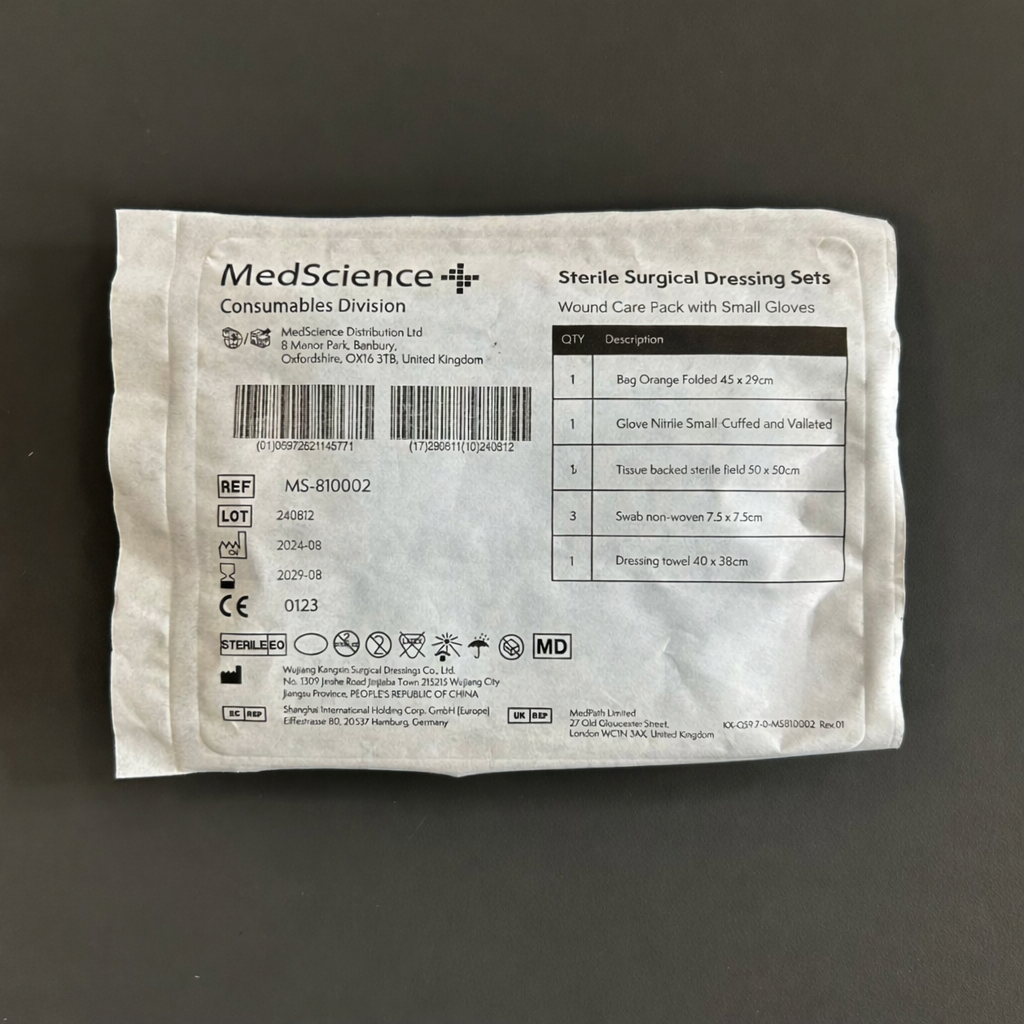 MedScience
Consumables Division
MedScience Distribution Ltd
8 Manor Park, Banbury,
Oxfordshire, OX16 3TB, United Kingdom
(01)06972621145771
(17)290811(10)240812
REF MS-810002
LOT 240812
2024-08
2029-08
CE 0123
STERILE EO
2
MD
Wujiang Kangxin Surgical Dressings Co., Ltd.
No. 1309 Road Town 215215 Wujiang City
Jiangsu Province, PEOPLE'S REPUBLIC OF CHINA
EC REP
Shanghai International Holding Corp. GmbH (Europe)
Eiffestrasse 80, 20537 Hamburg, Germany
UK REP
MedPath Limited
27 Old Gloucester Street,
London WC1N 3AX, United Kingdom
Rev.01
Sterile Surgical Dressing Sets
Wound Care Pack with Small Gloves
QTY Description
1 Bag Orange Folded 45 x 29cm
1 Glove Nitrile Small Cuffed and Vallated
1 Tissue backed sterile field 50 x 50cm
3 Swab non-woven 7.5 x 7.5cm
1 Dressing towel 40 x 38cm